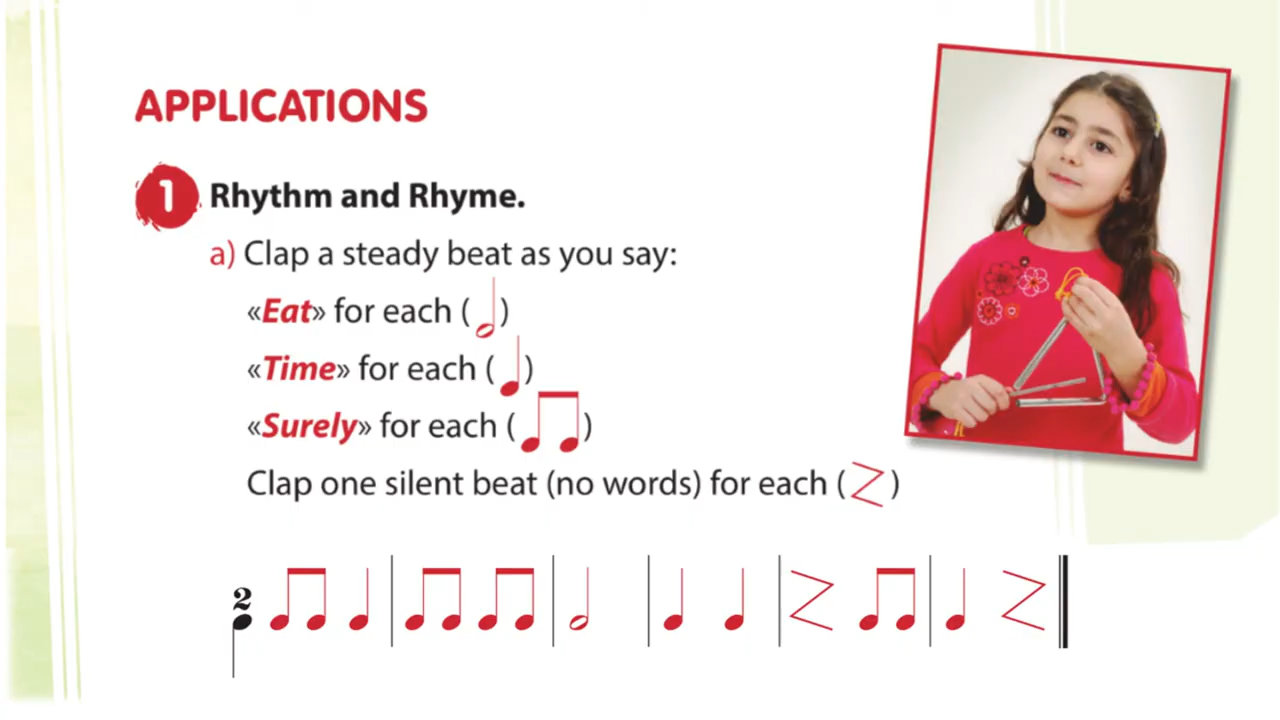 APPLICATIONS
1 Rhythm and Rhyme.
a) Clap a steady beat as you say:
«Eat» for each ( )
«Time» for each ( )
«Surely» for each ( )
Clap one silent beat (no words) for each ( )
2